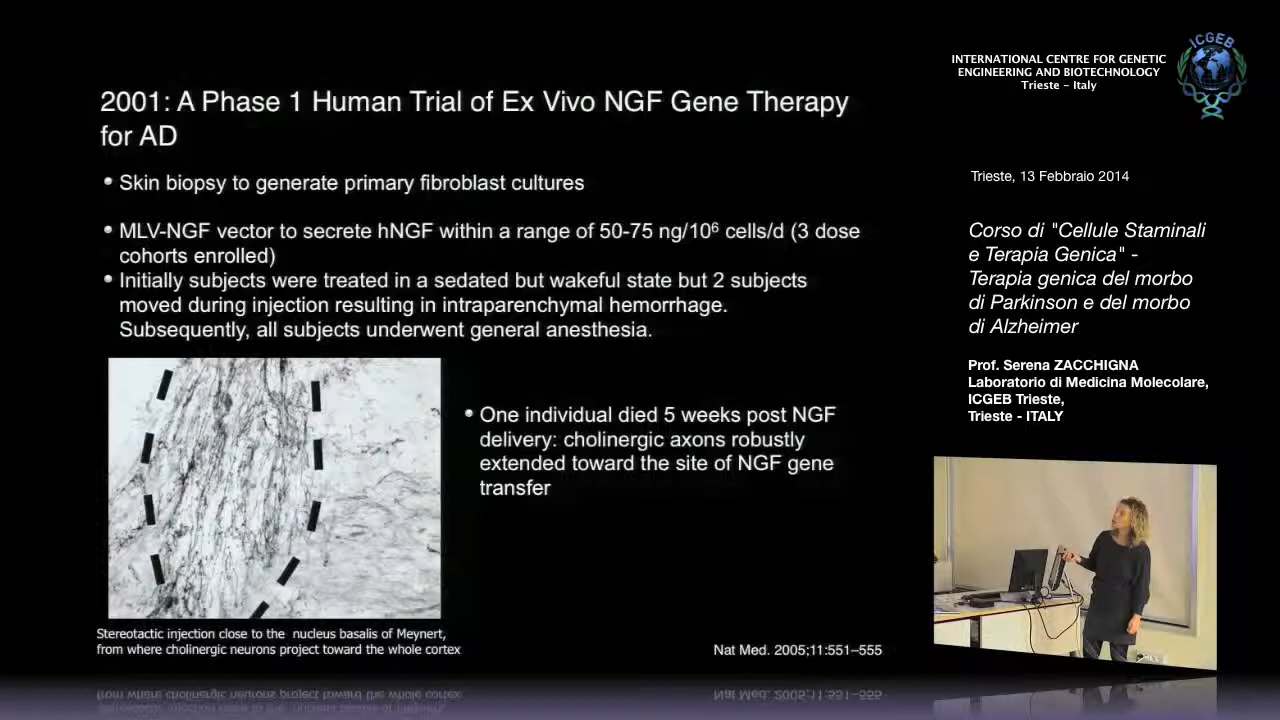 2001: A Phase 1 Human Trial of Ex Vivo NGF Gene Therapy
for AD
• Skin biopsy to generate primary fibroblast cultures
• MLV-NGF vector to secrete hNGF within a range of 50-75 ng/10⁶ cells/d (3 dose
cohorts enrolled)
• Initially subjects were treated in a sedated but wakeful state but 2 subjects
moved during injection resulting in intraparenchymal hemorrhage.
Subsequently, all subjects underwent general anesthesia.
• One individual died 5 weeks post NGF
delivery: cholinergic axons robustly
extended toward the site of NGF gene
transfer
Stereotactic injection close to the nucleus basalis of Meynert,
from where cholinergic neurons project toward the whole cortex
Nat Med. 2005;11:551–555
INTERNATIONAL CENTRE FOR GENETIC
ENGINEERING AND BIOTECHNOLOGY
Trieste - Italy
ICGEB
Trieste, 13 Febbraio 2014
Corso di "Cellule Staminali
e Terapia Genica" -
Terapia genica del morbo
di Parkinson e del morbo
di Alzheimer
Prof. Serena ZACCHIGNA
Laboratorio di Medicina Molecolare,
ICGEB Trieste,
Trieste - ITALY